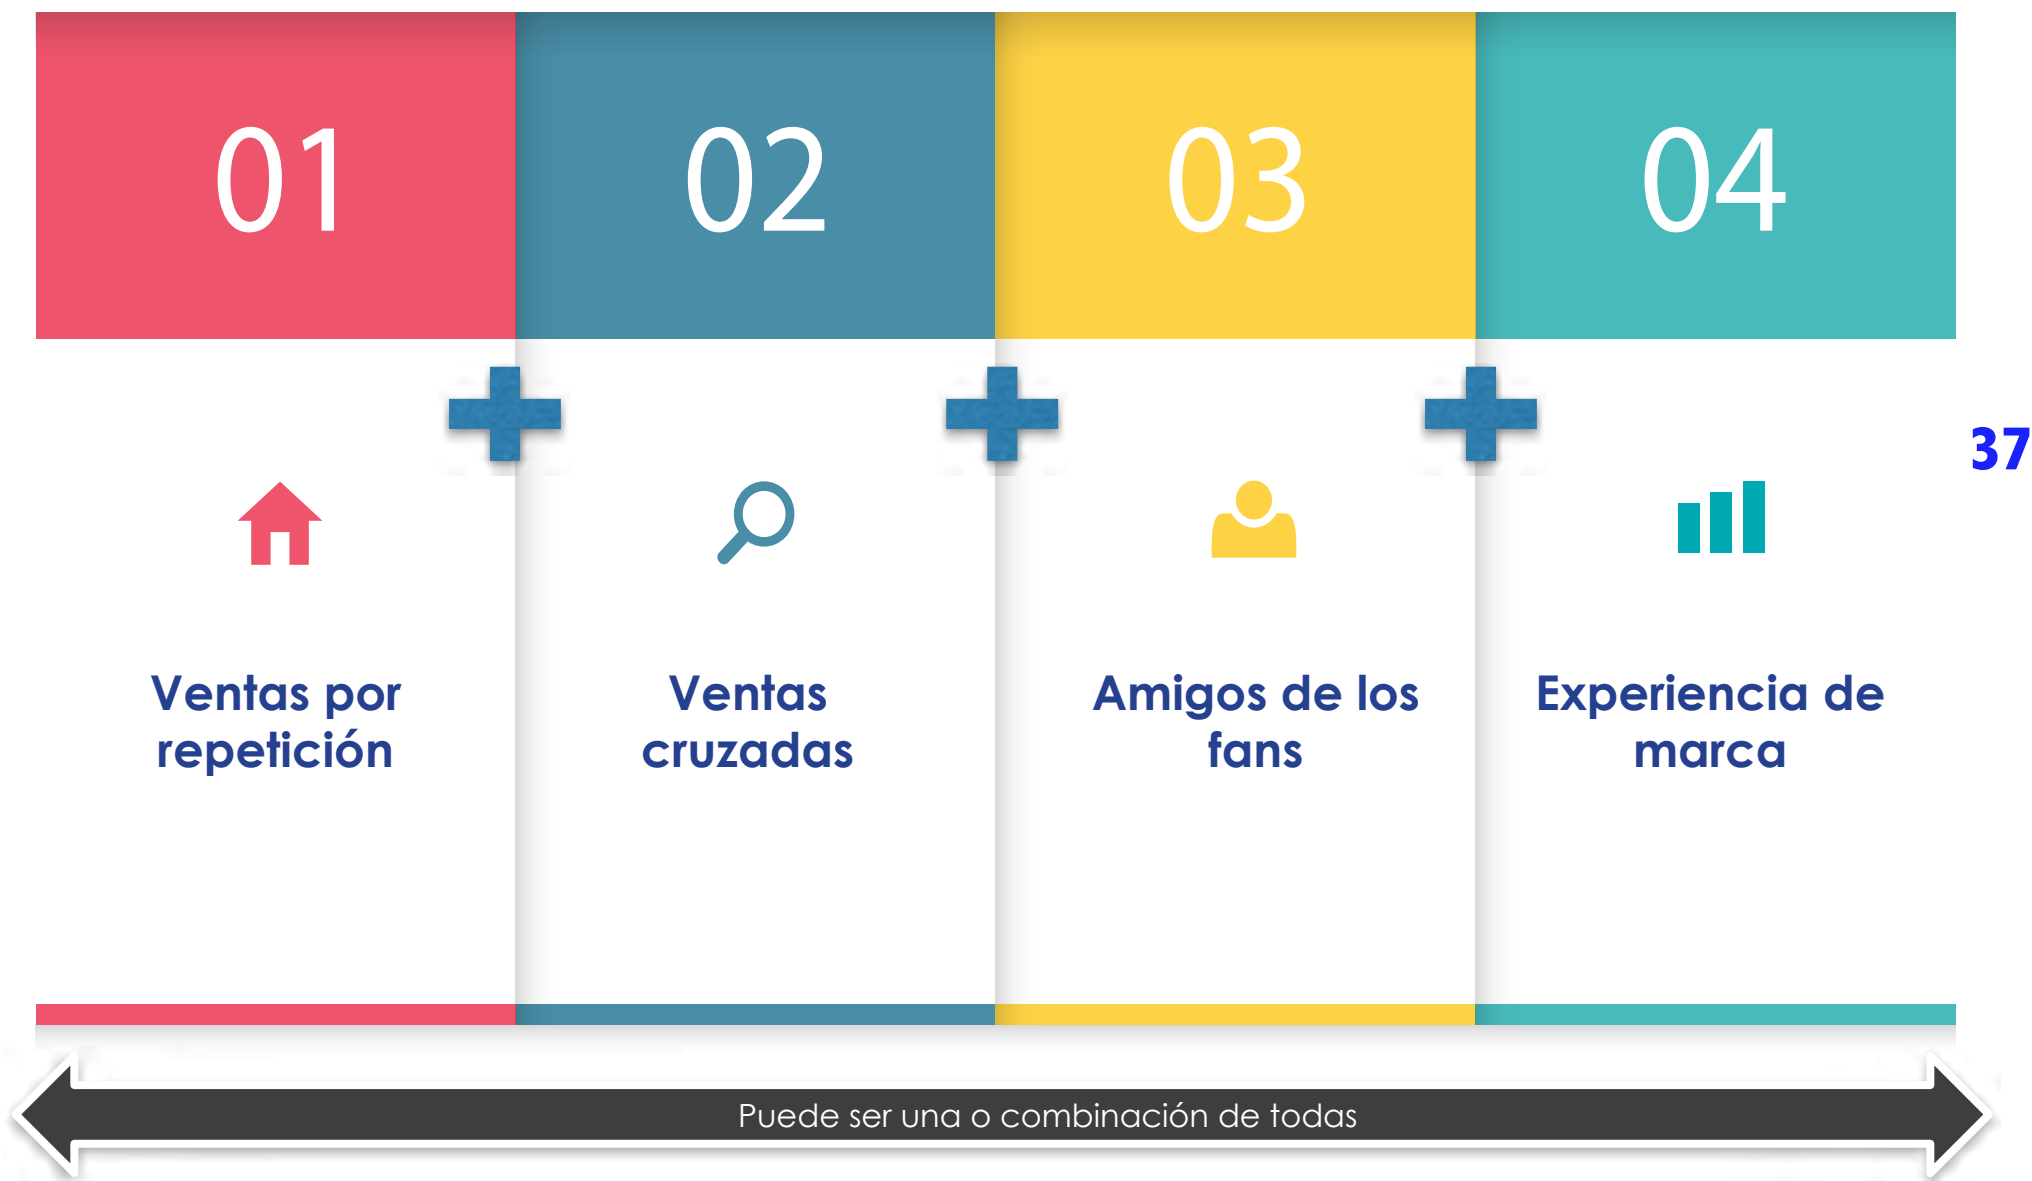 01
02
03
04
37
Ventas por
repetición
Ventas
cruzadas
Amigos de los
fans
Experiencia de
marca
Puede ser una o combinación de todas